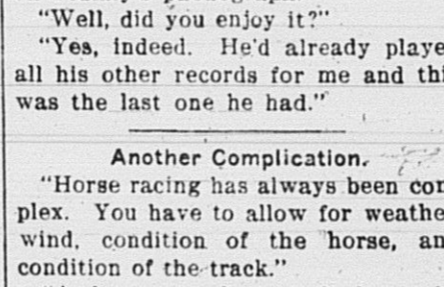 "Well, did you enjoy it?"
"Yes, indeed. He'd already playe
all his other records for me and thi
was the last one he had."
Another Complication.
"Horse racing has always been com
plex. You have to allow for weathe
wind, condition of the horse, an
condition of the track."